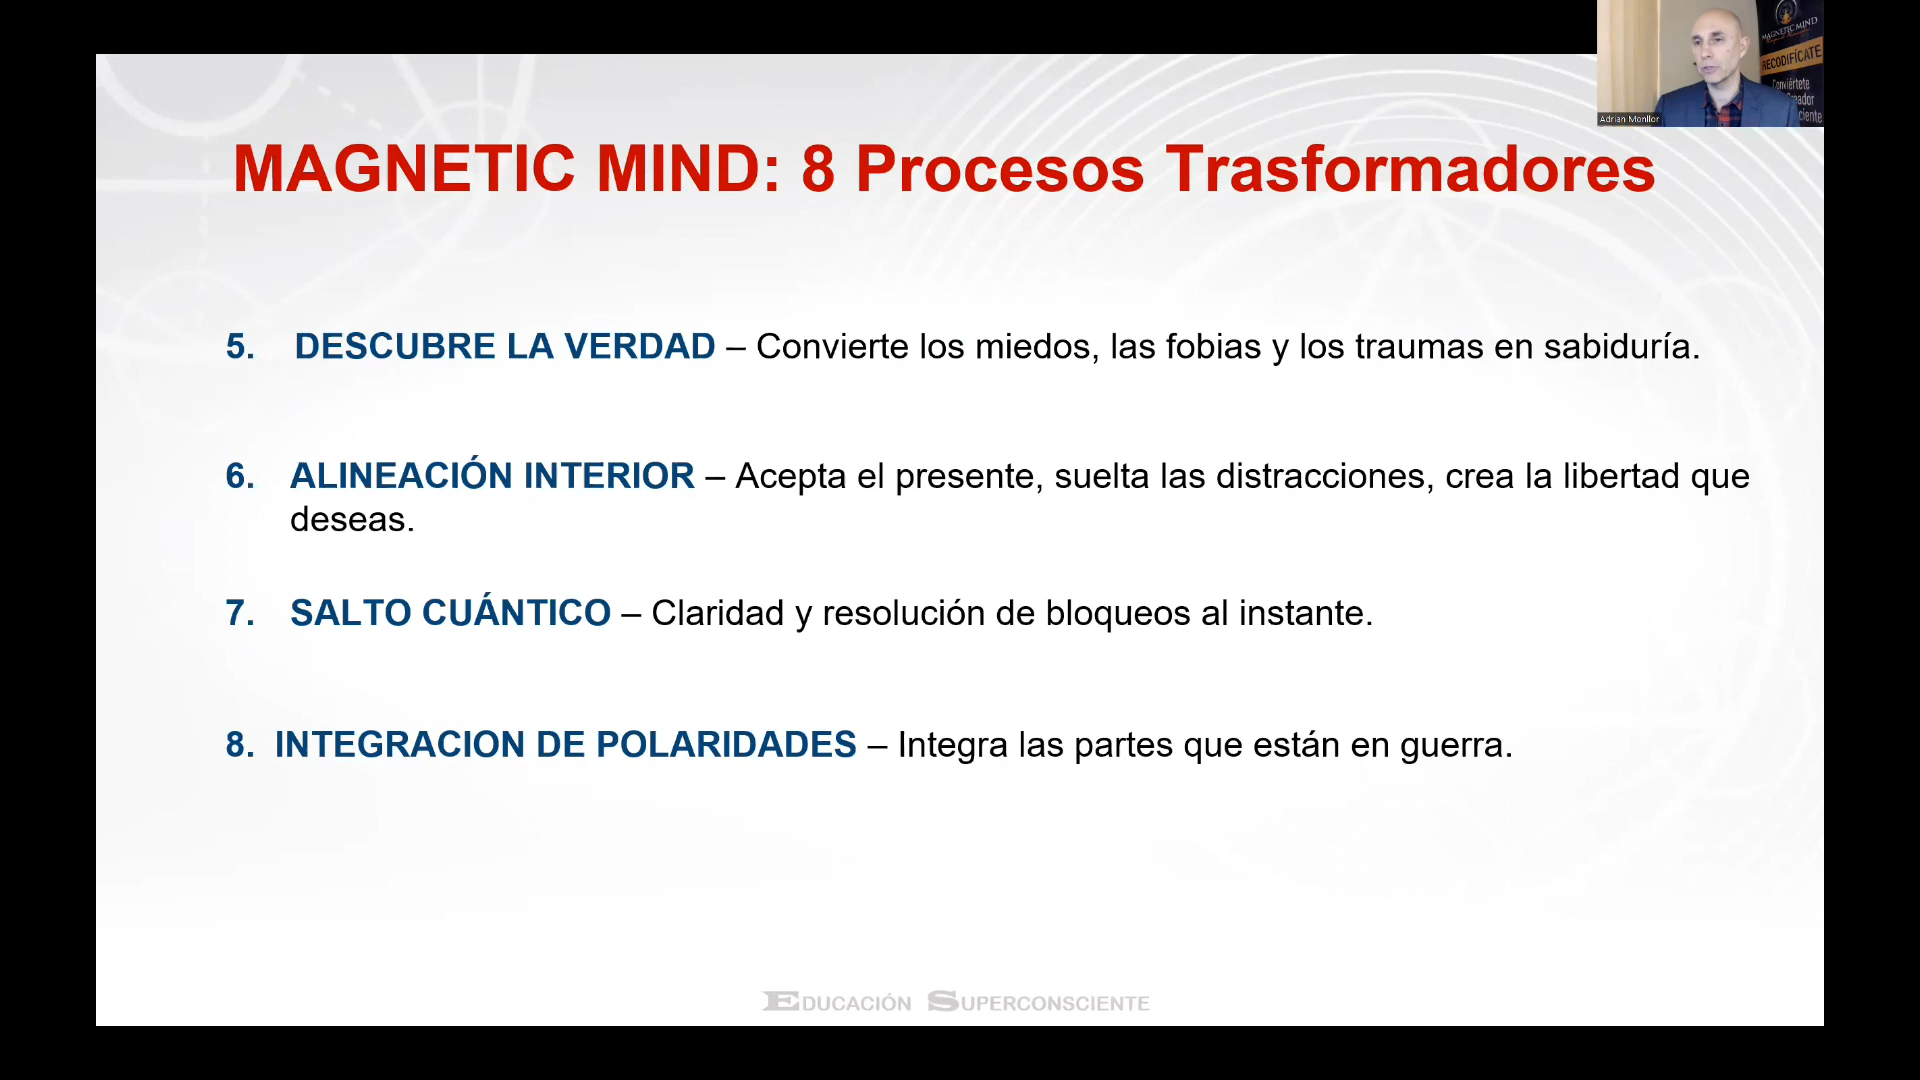 MAGNETIC MIND
RECODIFÍCATE
Conviértete
Adrian Monllor
MAGNETIC MIND: 8 Procesos Trasformadores
5. DESCUBRE LA VERDAD – Convierte los miedos, las fobias y los traumas en sabiduría.
6. ALINEACIÓN INTERIOR – Acepta el presente, suelta las distracciones, crea la libertad que
deseas.
7. SALTO CUÁNTICO – Claridad y resolución de bloqueos al instante.
8. INTEGRACION DE POLARIDADES – Integra las partes que están en guerra.
EDUCACIÓN SUPERCONSCIENTE